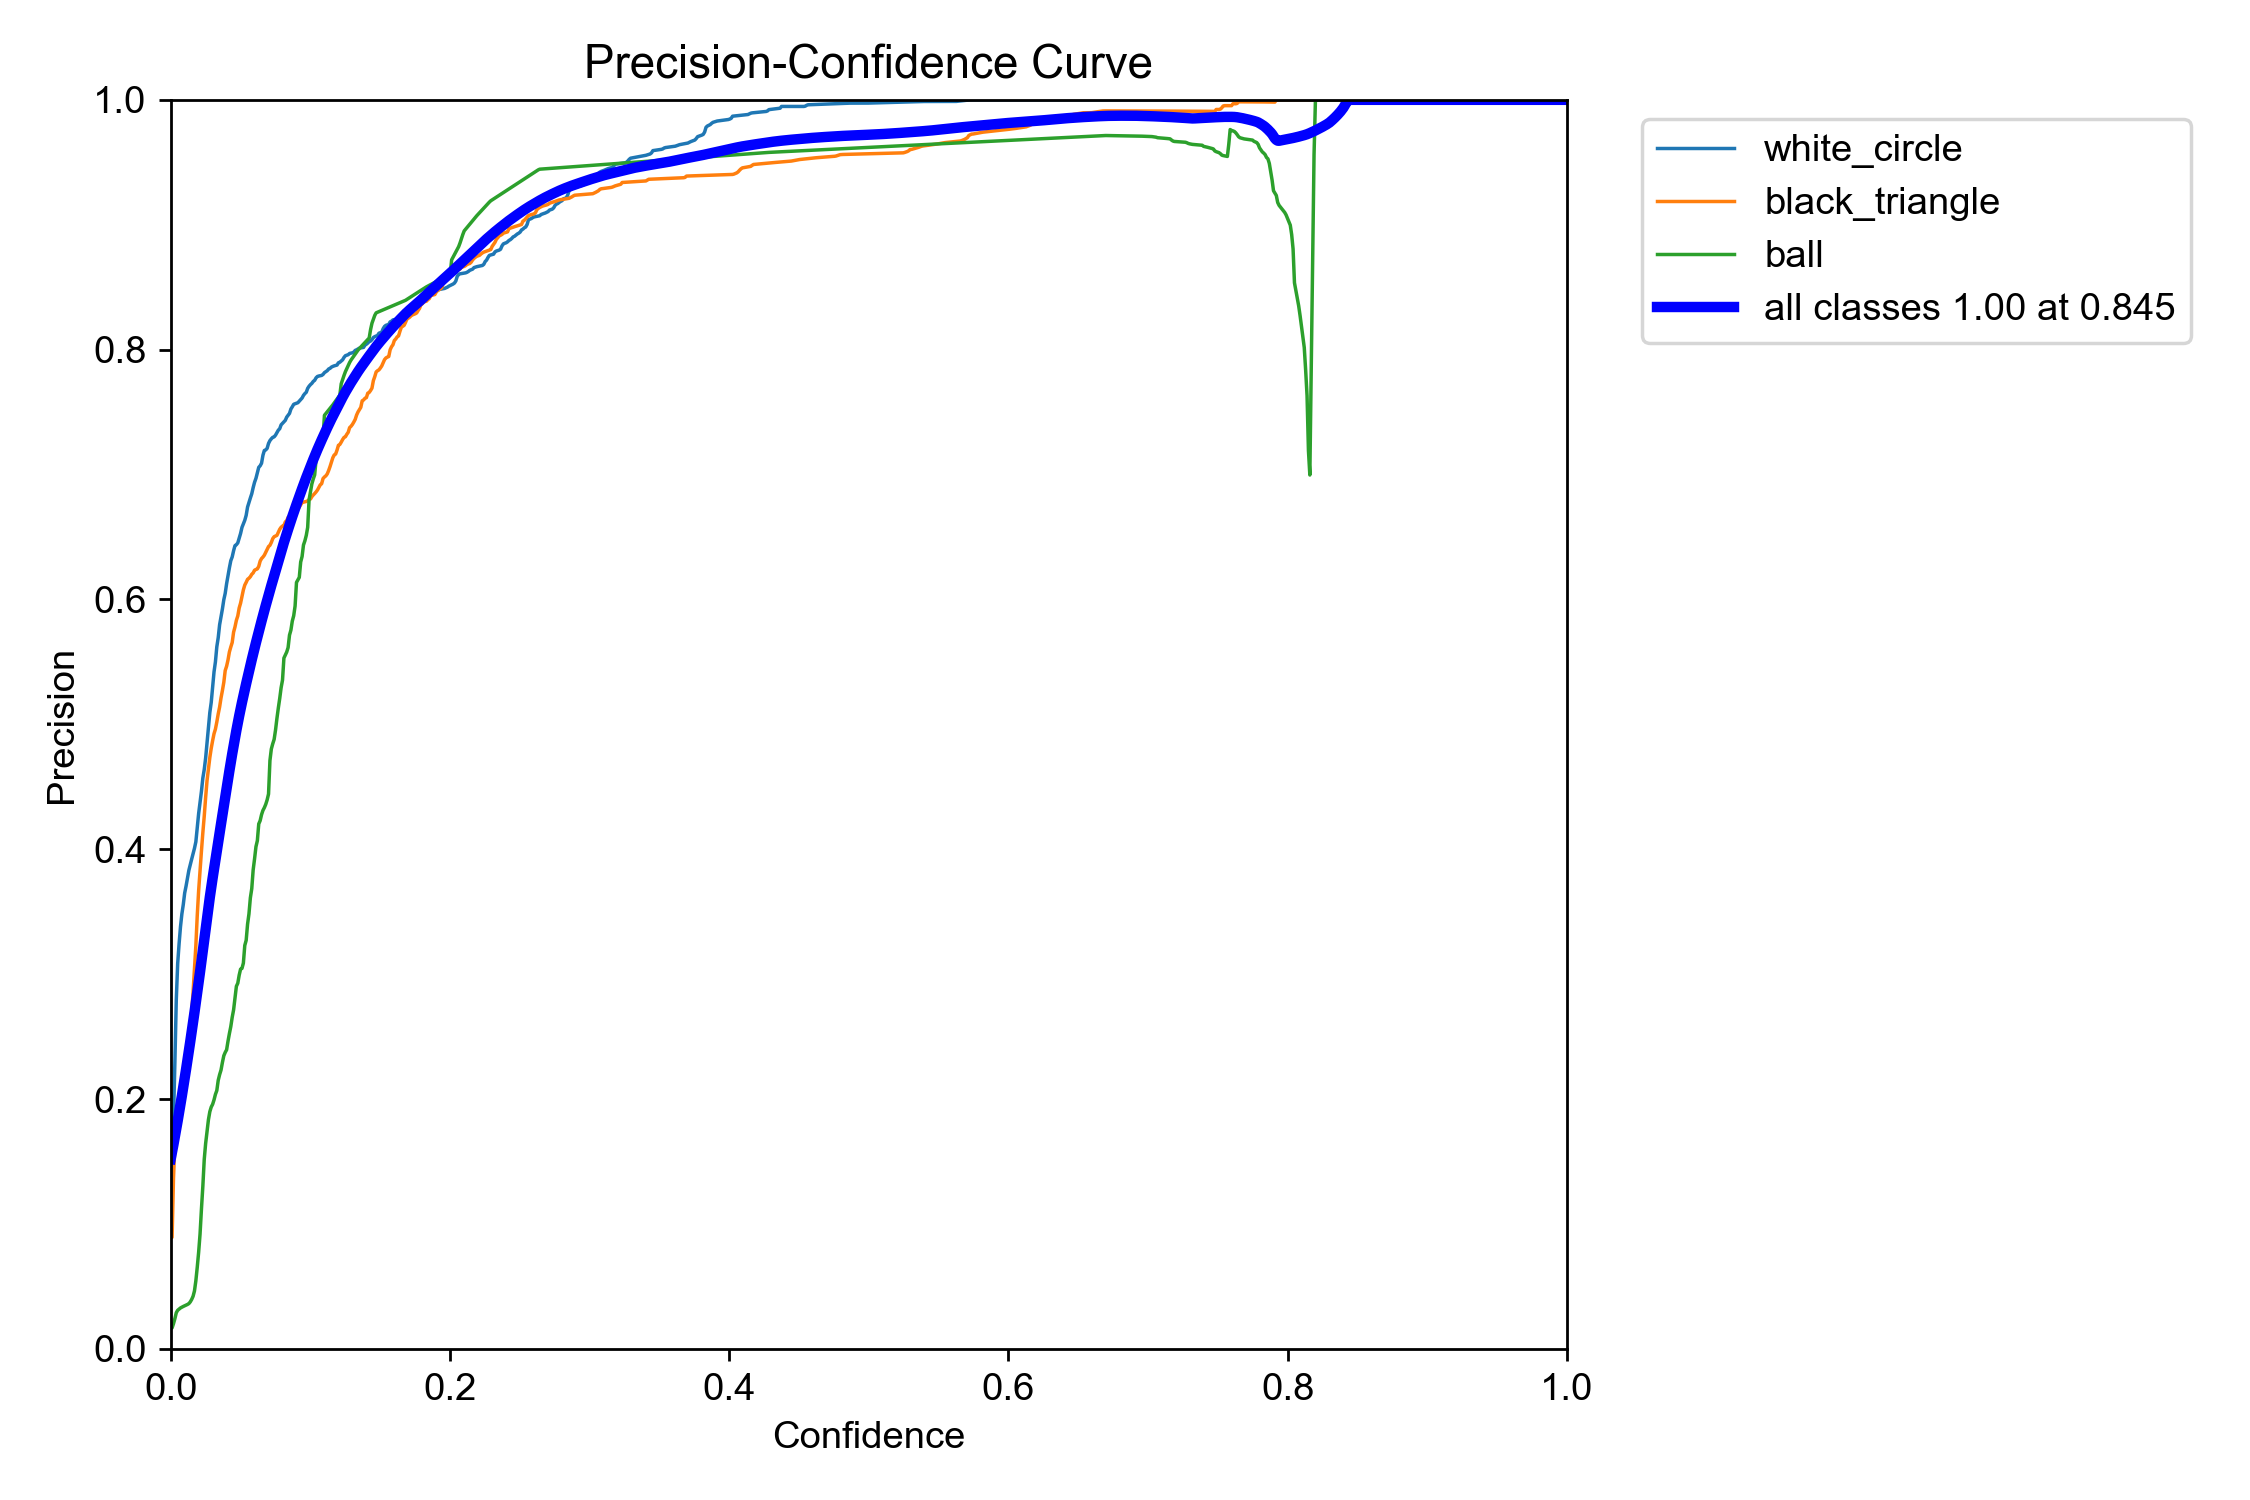 Precision-Confidence Curve
1.0
0.8
0.6
0.4
0.2
0.0
Precision
0.0 0.2 0.4 0.6 0.8 1.0
Confidence
white_circle
black_triangle
ball
all classes 1.00 at 0.845